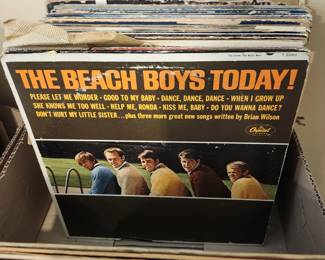 THE BEACH BOYS TODAY!
PLEASE LET ME WONDER - GOOD TO MY BABY - DANCE, DANCE, DANCE - WHEN I GROW UP
SHE KNOWS ME TOO WELL - HELP ME, RONDA - KISS ME, BABY - DO YOU WANNA DANCE?
DON'T HURT MY LITTLE SISTER...plus three more great new songs written by Brian Wilson
Capitol